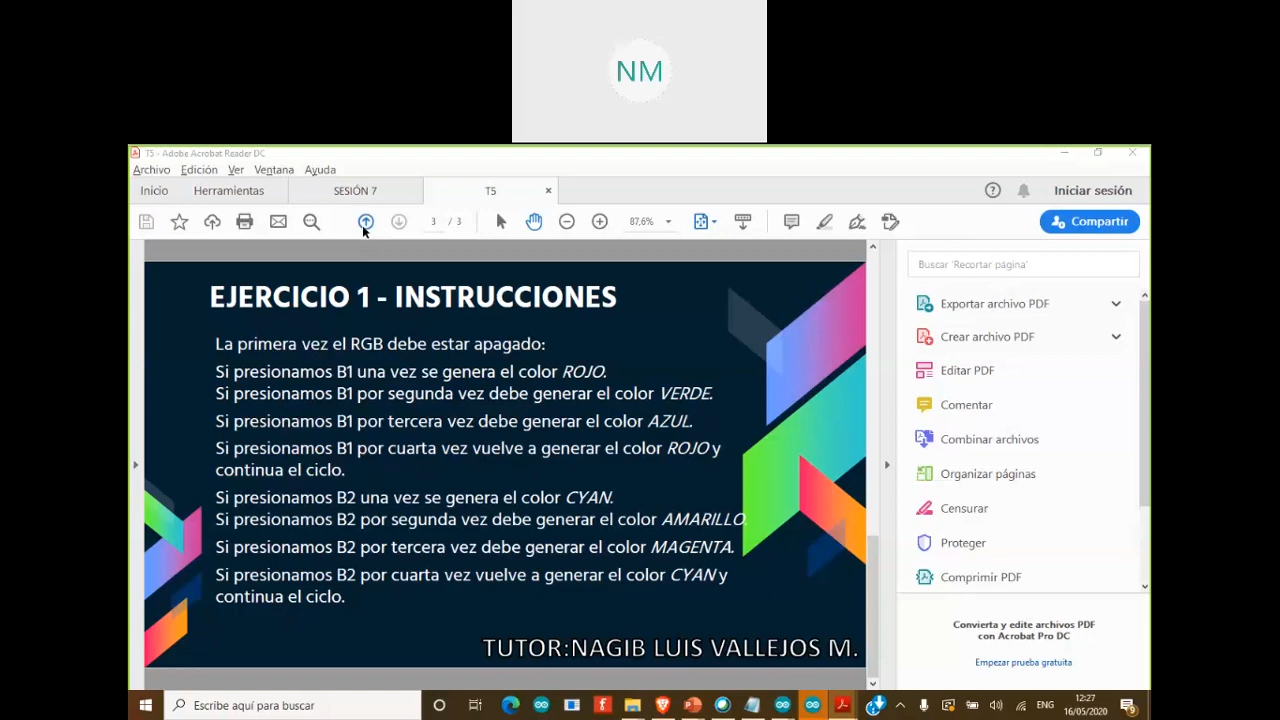 NM
T5 - Adobe Acrobat Reader DC
Archivo Edición Ver Ventana Ayuda
Inicio Herramientas SESIÓN 7 T5 × Iniciar sesión
3 / 3 87,6% Compartir
Buscar 'Recortar página'
Exportar archivo PDF
Crear archivo PDF
Editar PDF
Comentar
Combinar archivos
Organizar páginas
Censurar
Proteger
Comprimir PDF
Convierta y edite archivos PDF
con Acrobat Pro DC
Empezar prueba gratuita
EJERCICIO 1 - INSTRUCCIONES
La primera vez el RGB debe estar apagado:
Si presionamos B1 una vez se genera el color ROJO.
Si presionamos B1 por segunda vez debe generar el color VERDE.
Si presionamos B1 por tercera vez debe generar el color AZUL.
Si presionamos B1 por cuarta vez vuelve a generar el color ROJO y
continua el ciclo.
Si presionamos B2 una vez se genera el color CYAN.
Si presionamos B2 por segunda vez debe generar el color AMARILLO.
Si presionamos B2 por tercera vez debe generar el color MAGENTA.
Si presionamos B2 por cuarta vez vuelve a generar el color CYAN y
continua el ciclo.
TUTOR:NAGIB LUIS VALLEJOS M.
Escribe aquí para buscar
ENG
12:27
16/05/2020